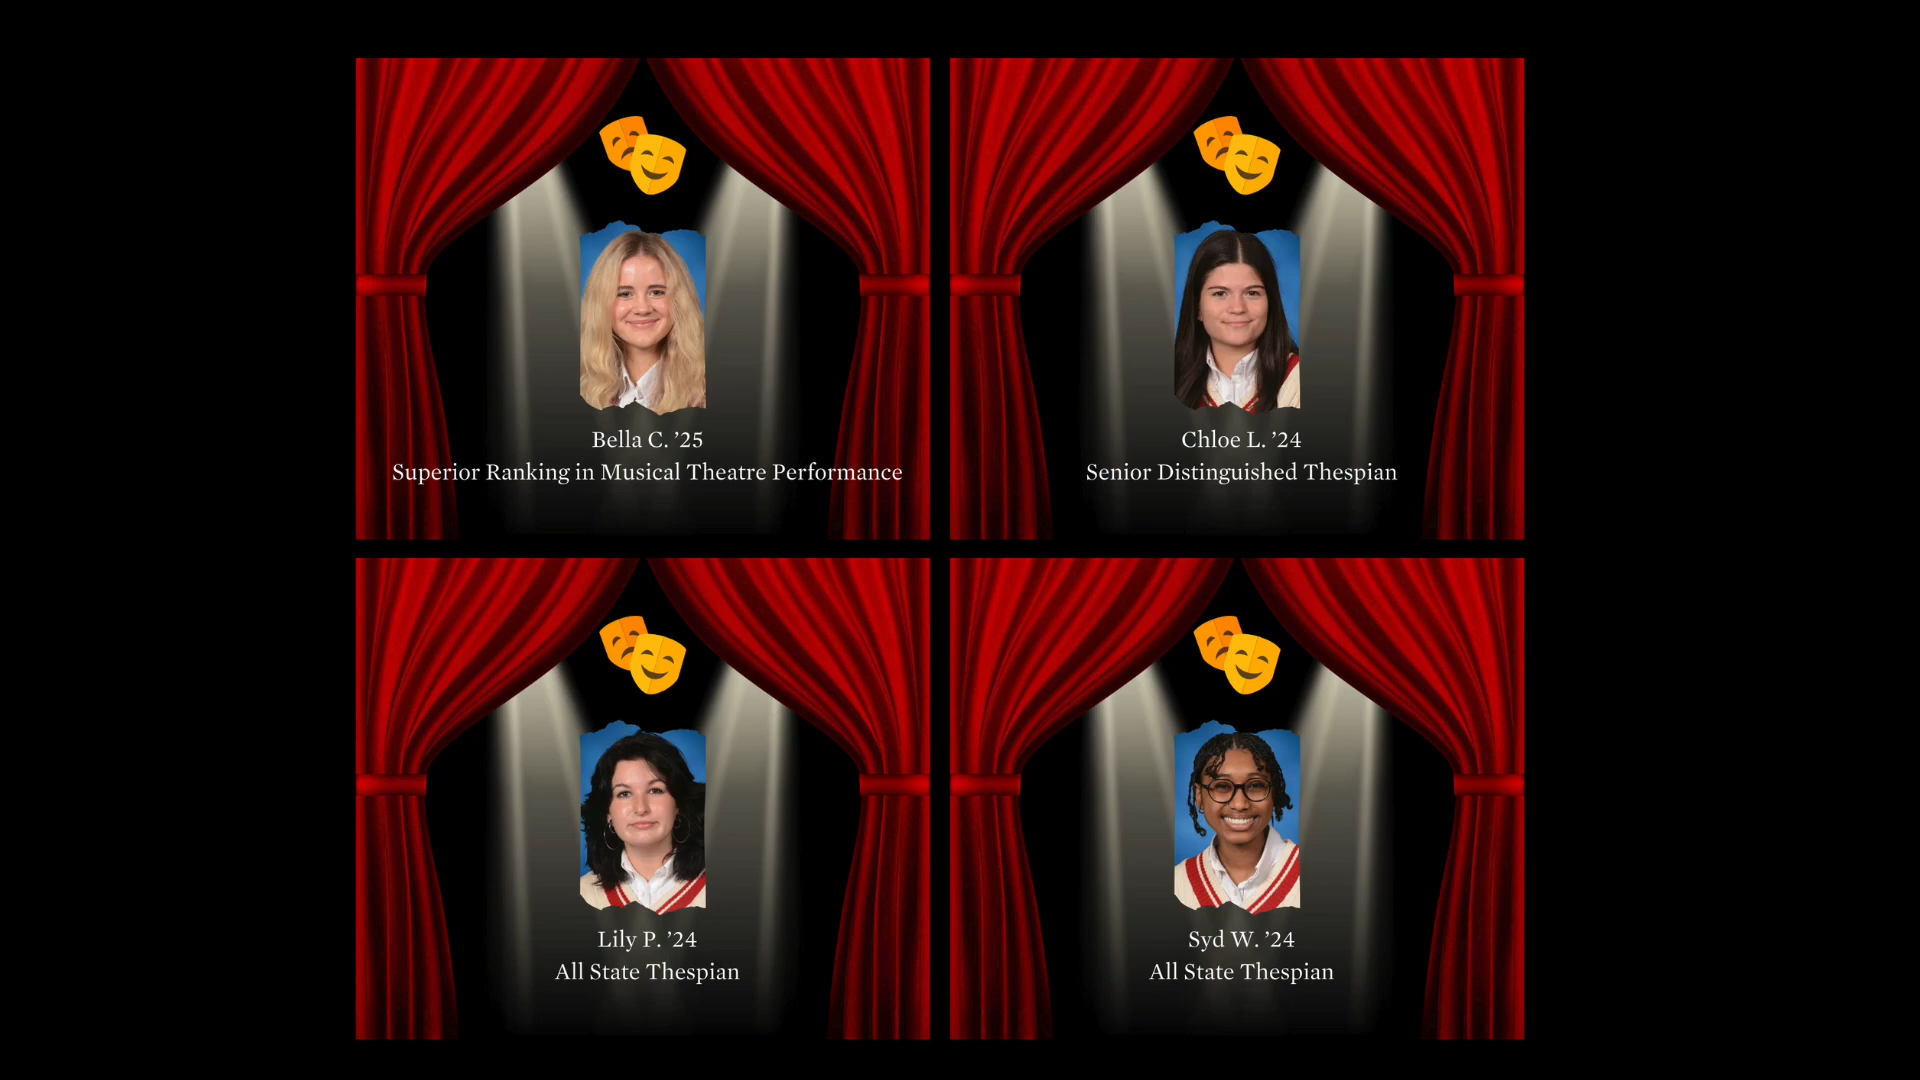 Bella C. ’25
Superior Ranking in Musical Theatre Performance
Chloe L. ’24
Senior Distinguished Thespian
Lily P. ’24
All State Thespian
Syd W. ’24
All State Thespian